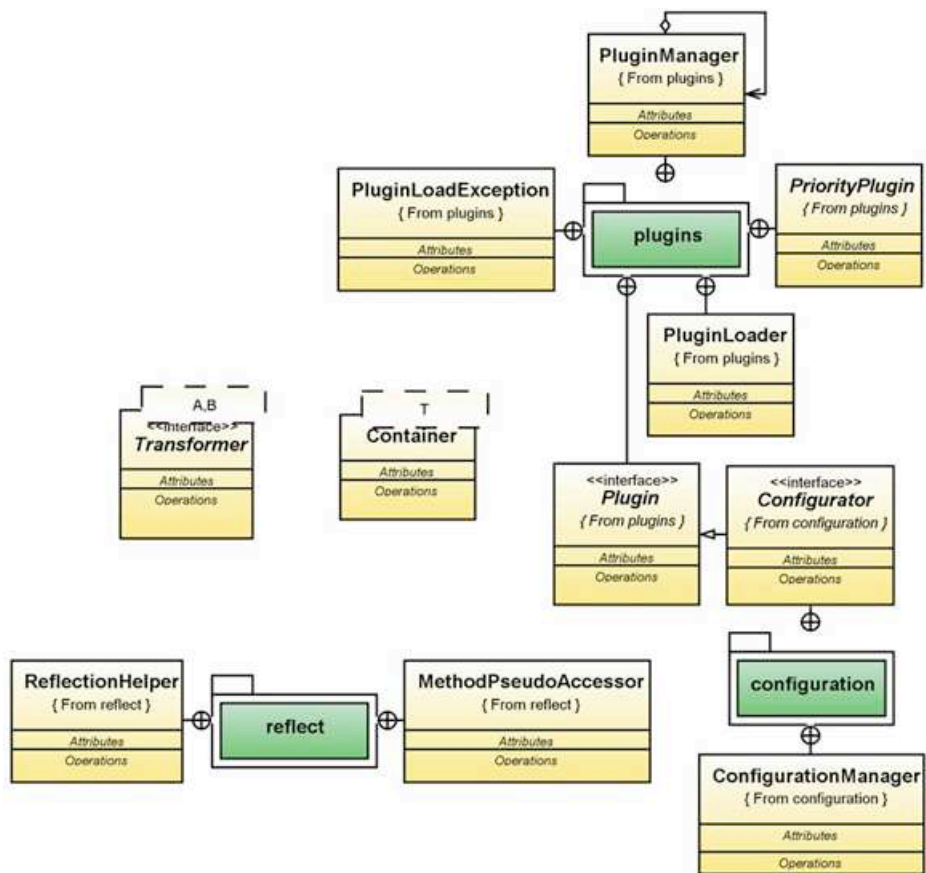 PluginManager
{ From plugins }
Attributes
Operations
PluginLoadException
{ From plugins }
Attributes
Operations
plugins
PriorityPlugin
{ From plugins }
Attributes
Operations
PluginLoader
{ From plugins }
Attributes
Operations
A,B
<<interface>>
Transformer
Attributes
Operations
T
Container
Attributes
Operations
<<interface>>
Plugin
{ From plugins }
Attributes
Operations
<<interface>>
Configurator
{ From configuration }
Attributes
Operations
ReflectionHelper
{ From reflect }
Attributes
Operations
reflect
MethodPseudoAccessor
{ From reflect }
Attributes
Operations
configuration
ConfigurationManager
{ From configuration }
Attributes
Operations